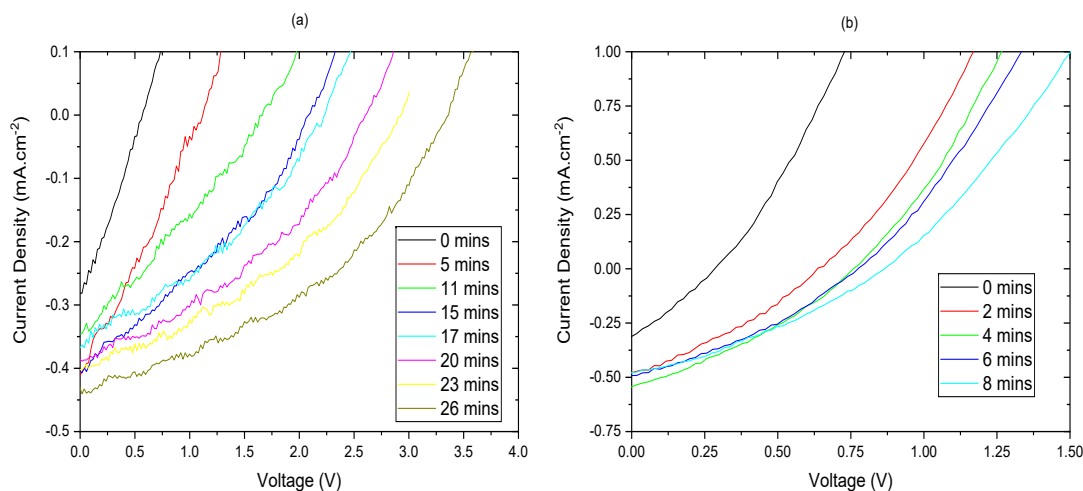 (a)
0.1
0.0
-0.1
-0.2
-0.3
-0.4
-0.5
Current Density (mA.cm⁻²)
0.0 0.5 1.0 1.5 2.0 2.5 3.0 3.5 4.0
Voltage (V)
0 mins
5 mins
11 mins
15 mins
17 mins
20 mins
23 mins
26 mins
(b)
1.00
0.75
0.50
0.25
0.00
-0.25
-0.50
-0.75
Current Density (mA.cm⁻²)
0.00 0.25 0.50 0.75 1.00 1.25 1.50
Voltage (V)
0 mins
2 mins
4 mins
6 mins
8 mins